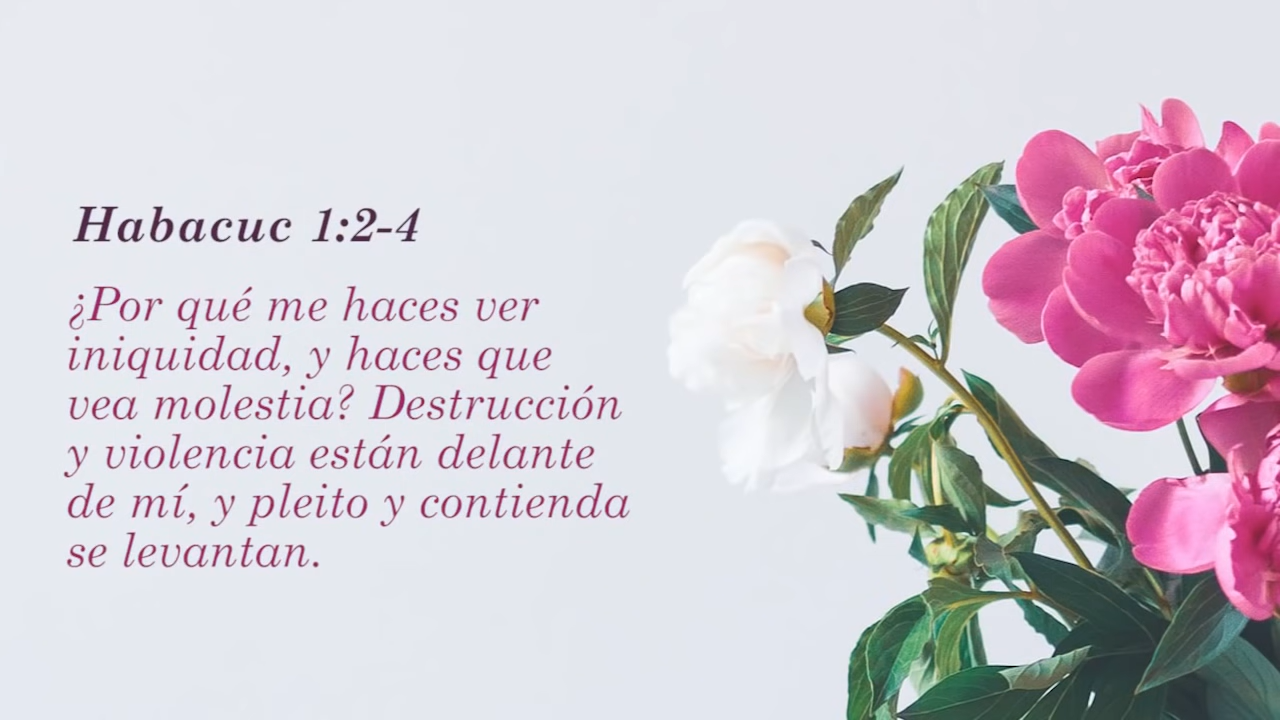 Habacuc 1:2-4
¿Por qué me haces ver
iniquidad, y haces que
vea molestia? Destrucción
y violencia están delante
de mí, y pleito y contienda
se levantan.